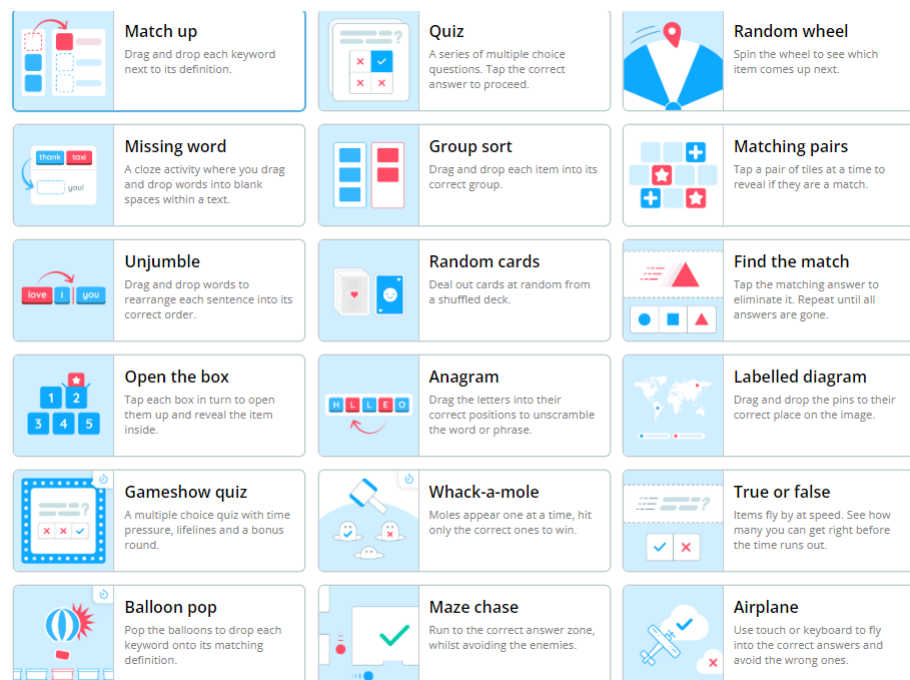 Match up
Drag and drop each keyword
next to its definition.
?
Quiz
A series of multiple choice
questions. Tap the correct
answer to proceed.
Random wheel
Spin the wheel to see which
item comes up next.
thank taxi
you!
Missing word
A cloze activity where you drag
and drop words into blank
spaces within a text.
Group sort
Drag and drop each item into its
correct group.
Matching pairs
Tap a pair of tiles at a time to
reveal if they are a match.
love I you
Unjumble
Drag and drop words to
rearrange each sentence into its
correct order.
Random cards
Deal out cards at random from
a shuffled deck.
Find the match
Tap the matching answer to
eliminate it. Repeat until all
answers are gone.
1 2
3 4 5
Open the box
Tap each box in turn to open
them up and reveal the item
inside.
H L L E O
Anagram
Drag the letters into their
correct positions to unscramble
the word or phrase.
Labelled diagram
Drag and drop the pins to their
correct place on the image.
?
Gameshow quiz
A multiple choice quiz with time
pressure, lifelines and a bonus
round.
Whack-a-mole
Moles appear one at a time, hit
only the correct ones to win.
?
True or false
Items fly by at speed. See how
many you can get right before
the time runs out.
Balloon pop
Pop the balloons to drop each
keyword onto its matching
definition.
Maze chase
Run to the correct answer zone,
whilst avoiding the enemies.
Airplane
Use touch or keyboard to fly
into the correct answers and
avoid the wrong ones.